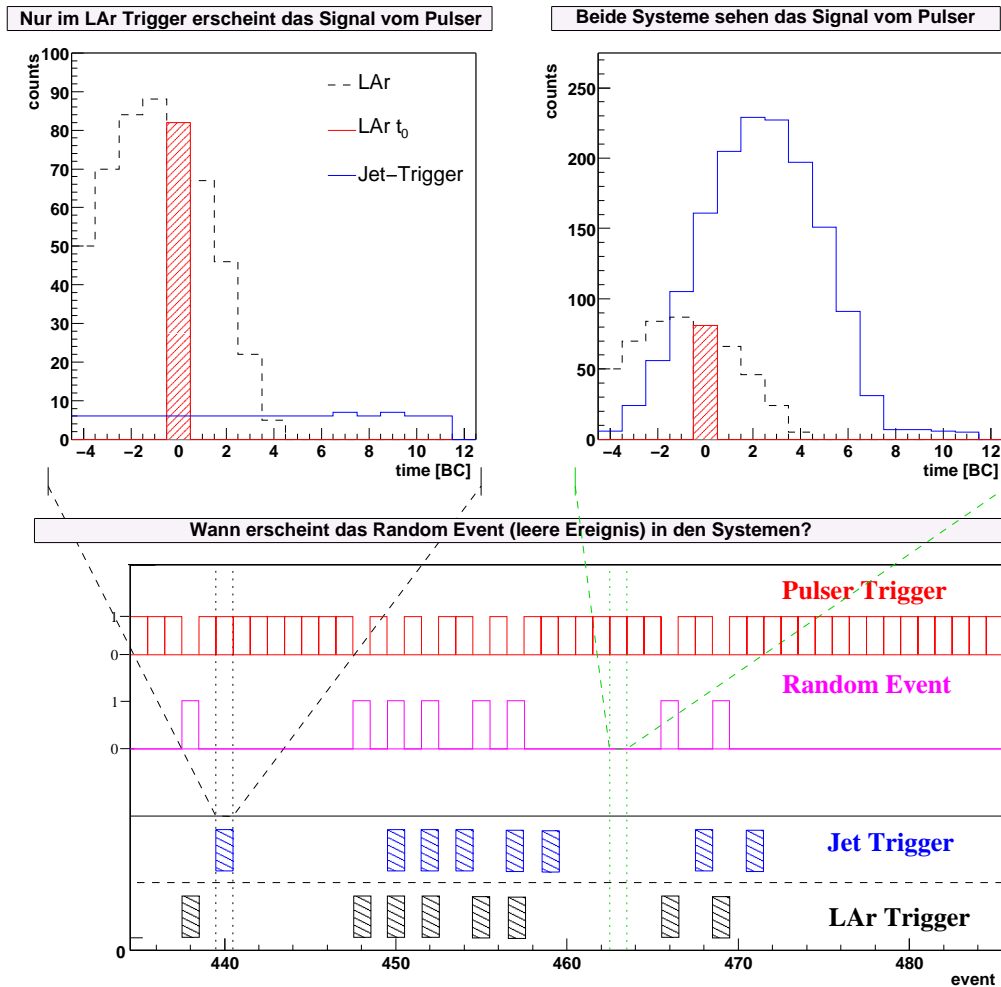 Nur im LAr Trigger erscheint das Signal vom Pulser
counts
100
90
80
70
60
50
40
30
20
10
0
LAr
LAr t0
Jet−Trigger
−4 −2 0 2 4 6 8 10 12
time [BC]
Beide Systeme sehen das Signal vom Pulser
counts
250
200
150
100
50
0
−4 −2 0 2 4 6 8 10 12
time [BC]
Wann erscheint das Random Event (leere Ereignis) in den Systemen?
Pulser Trigger
1
0
Random Event
1
0
Jet Trigger
LAr Trigger
0
440 450 460 470 480
event